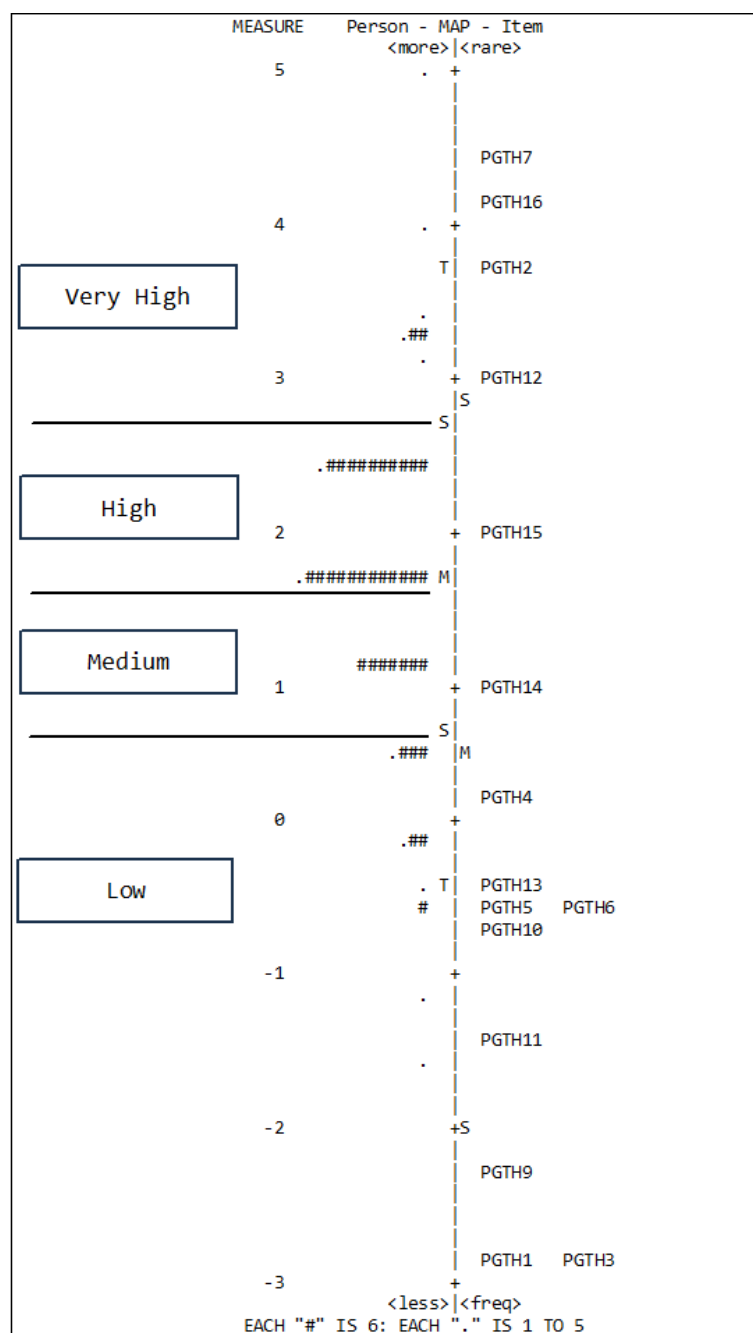 MEASURE Person - MAP - Item
<more>|<rare>
5 . +
|
|
|
| PGTH7
|
| PGTH16
4 . +
|
T| PGTH2
Very High |
. |
.## |
. |
3 + PGTH12
|S
S|
|
.########## |
|
High |
2 + PGTH15
|
.############ M|
|
|
|
Medium ####### |
1 + PGTH14
|
S|
.### |M
|
| PGTH4
0 +
.## |
|
Low . T| PGTH13
# | PGTH5 PGTH6
| PGTH10
|
-1 +
. |
|
| PGTH11
. |
|
|
-2 +S
|
| PGTH9
|
|
|
| PGTH1 PGTH3
-3 +
<less>|<freq>
EACH "#" IS 6: EACH "." IS 1 TO 5